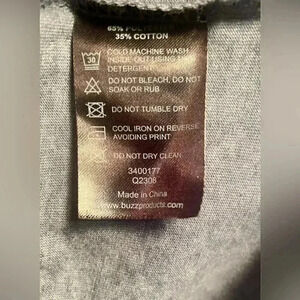 35% COTTON
30
COLD MACHINE WASH
INSIDE OUT USING MILD
DETERGENT
DO NOT BLEACH, DO NOT
SOAK OR RUB
DO NOT TUMBLE DRY
COOL IRON ON REVERSE
AVOIDING PRINT
DO NOT DRY CLEAN
3400177
Q2308
Made in China
www.buzzproducts.com